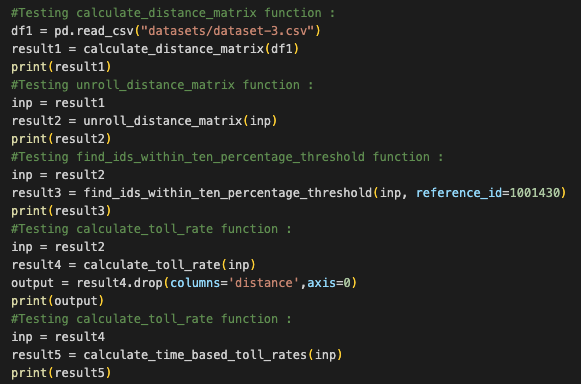 #Testing calculate_distance_matrix function :
df1 = pd.read_csv("datasets/dataset-3.csv")
result1 = calculate_distance_matrix(df1)
print(result1)
#Testing unroll_distance_matrix function :
inp = result1
result2 = unroll_distance_matrix(inp)
print(result2)
#Testing find_ids_within_ten_percentage_threshold function :
inp = result2
result3 = find_ids_within_ten_percentage_threshold(inp, reference_id=1001430)
print(result3)
#Testing calculate_toll_rate function :
inp = result2
result4 = calculate_toll_rate(inp)
output = result4.drop(columns='distance',axis=0)
print(output)
#Testing calculate_toll_rate function :
inp = result4
result5 = calculate_time_based_toll_rates(inp)
print(result5)